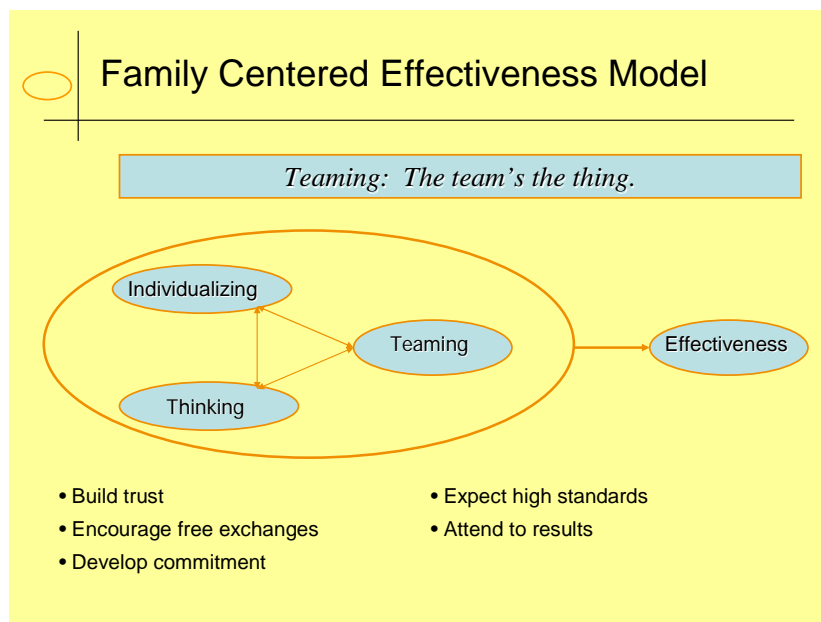 Family Centered Effectiveness Model
Teaming:  The team's the thing.
Individualizing
Teaming
Effectiveness
Thinking
• Build trust
• Encourage free exchanges
• Develop commitment
• Expect high standards
• Attend to results